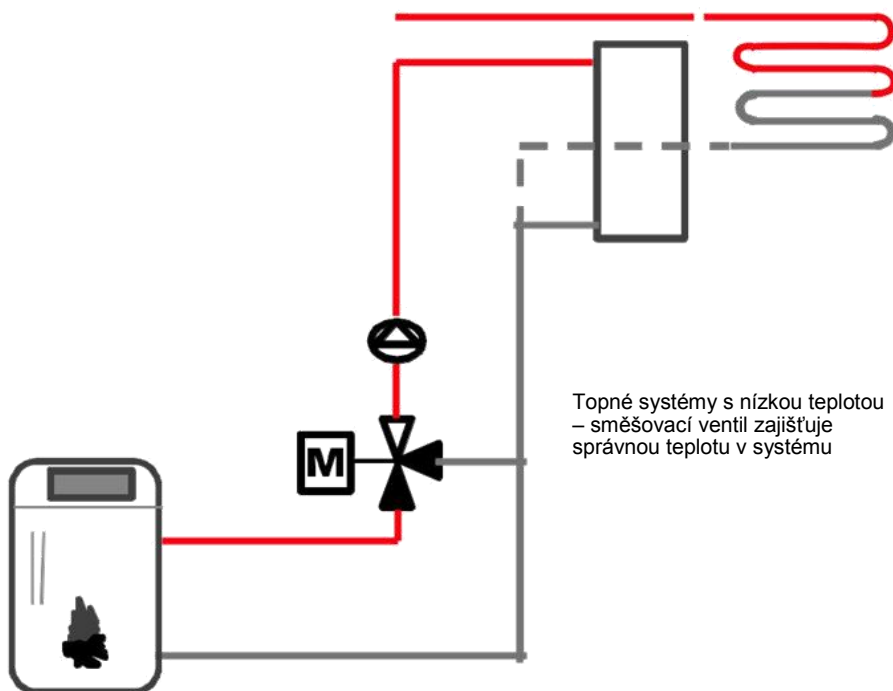 Topné systémy s nízkou teplotou
– směšovací ventil zajišťuje
správnou teplotu v systému
M